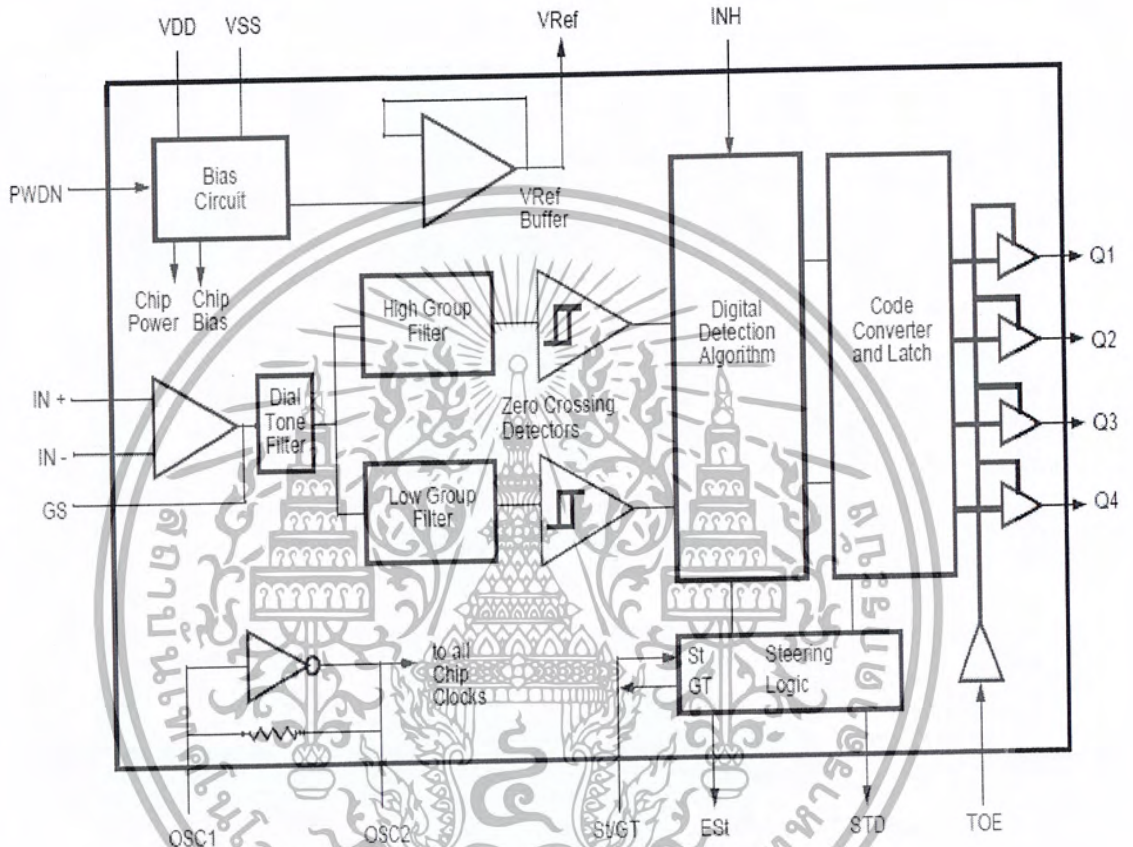 VDD VSS VRef INH
PWDN
Bias
Circuit
VRef
Buffer
Chip
Power
Chip
Bias
High Group
Filter
Digital
Detection
Algorithm
Code
Converter
and Latch
Q1
Q2
Q3
Q4
IN +
IN -
GS
Dial
Tone
Filter
Zero Crossing
Detectors
Low Group
Filter
to all
Chip
Clocks
St
GT
Steering
Logic
OSC1 OSC2 St/GT ESt STD TOE